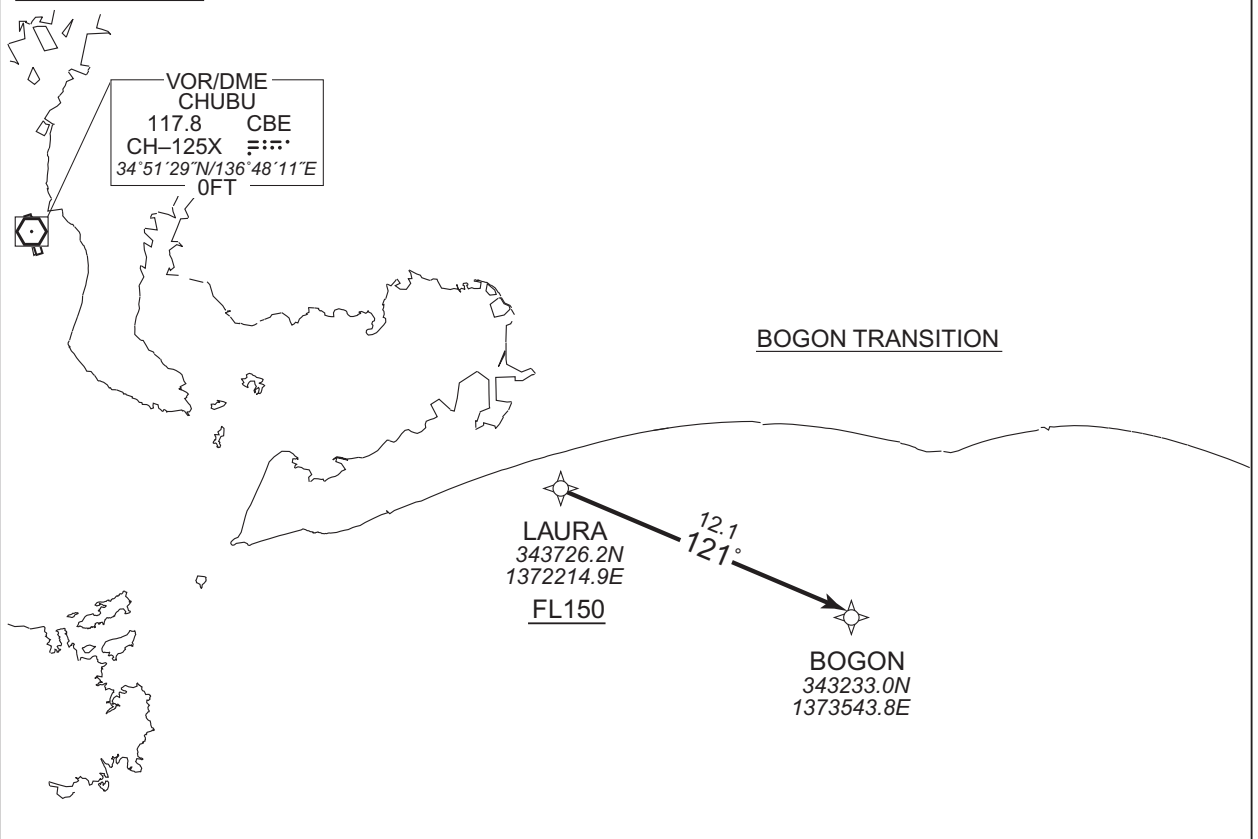 VOR/DME
CHUBU
117.8 CBE
CH–125X
34°51´29˝N/136°48´11˝E
0FT
BOGON TRANSITION
12.1
121°
LAURA
343726.2N
1372214.9E
FL150
BOGON
343233.0N
1373543.8E